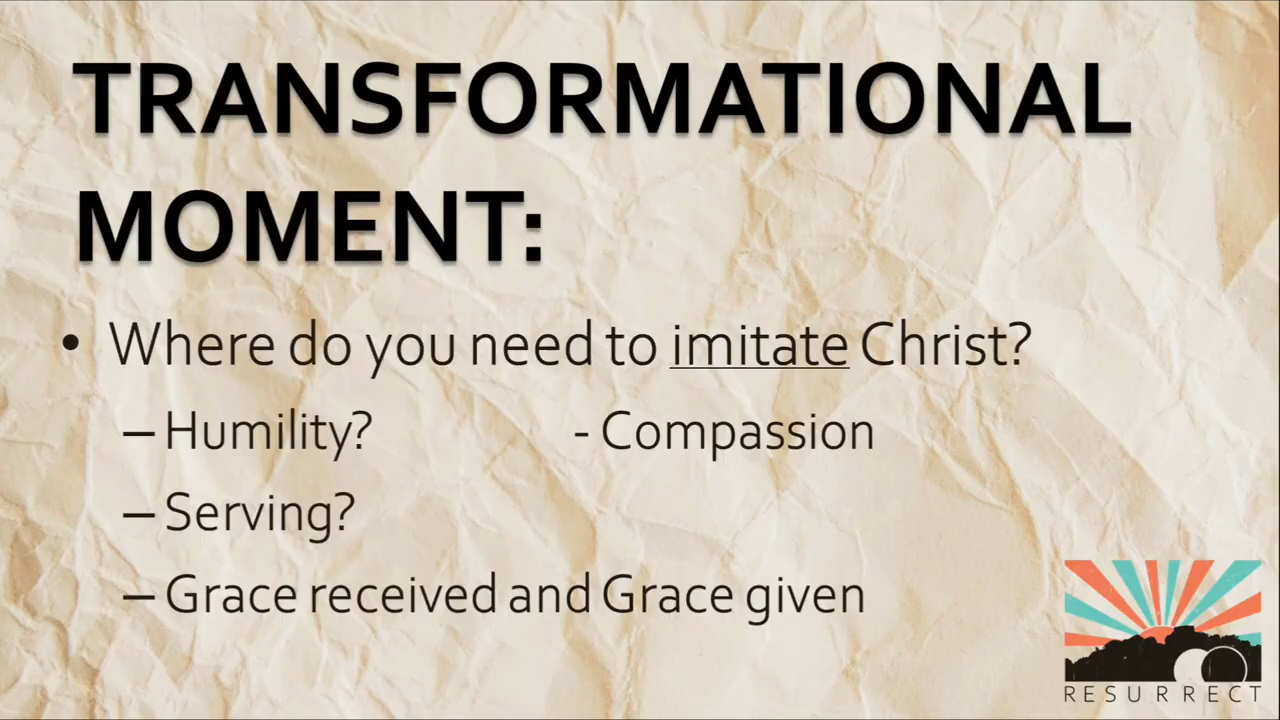 TRANSFORMATIONAL
MOMENT:
• Where do you need to imitate Christ?
– Humility? - Compassion
– Serving?
– Grace received and Grace given
RESURRECT